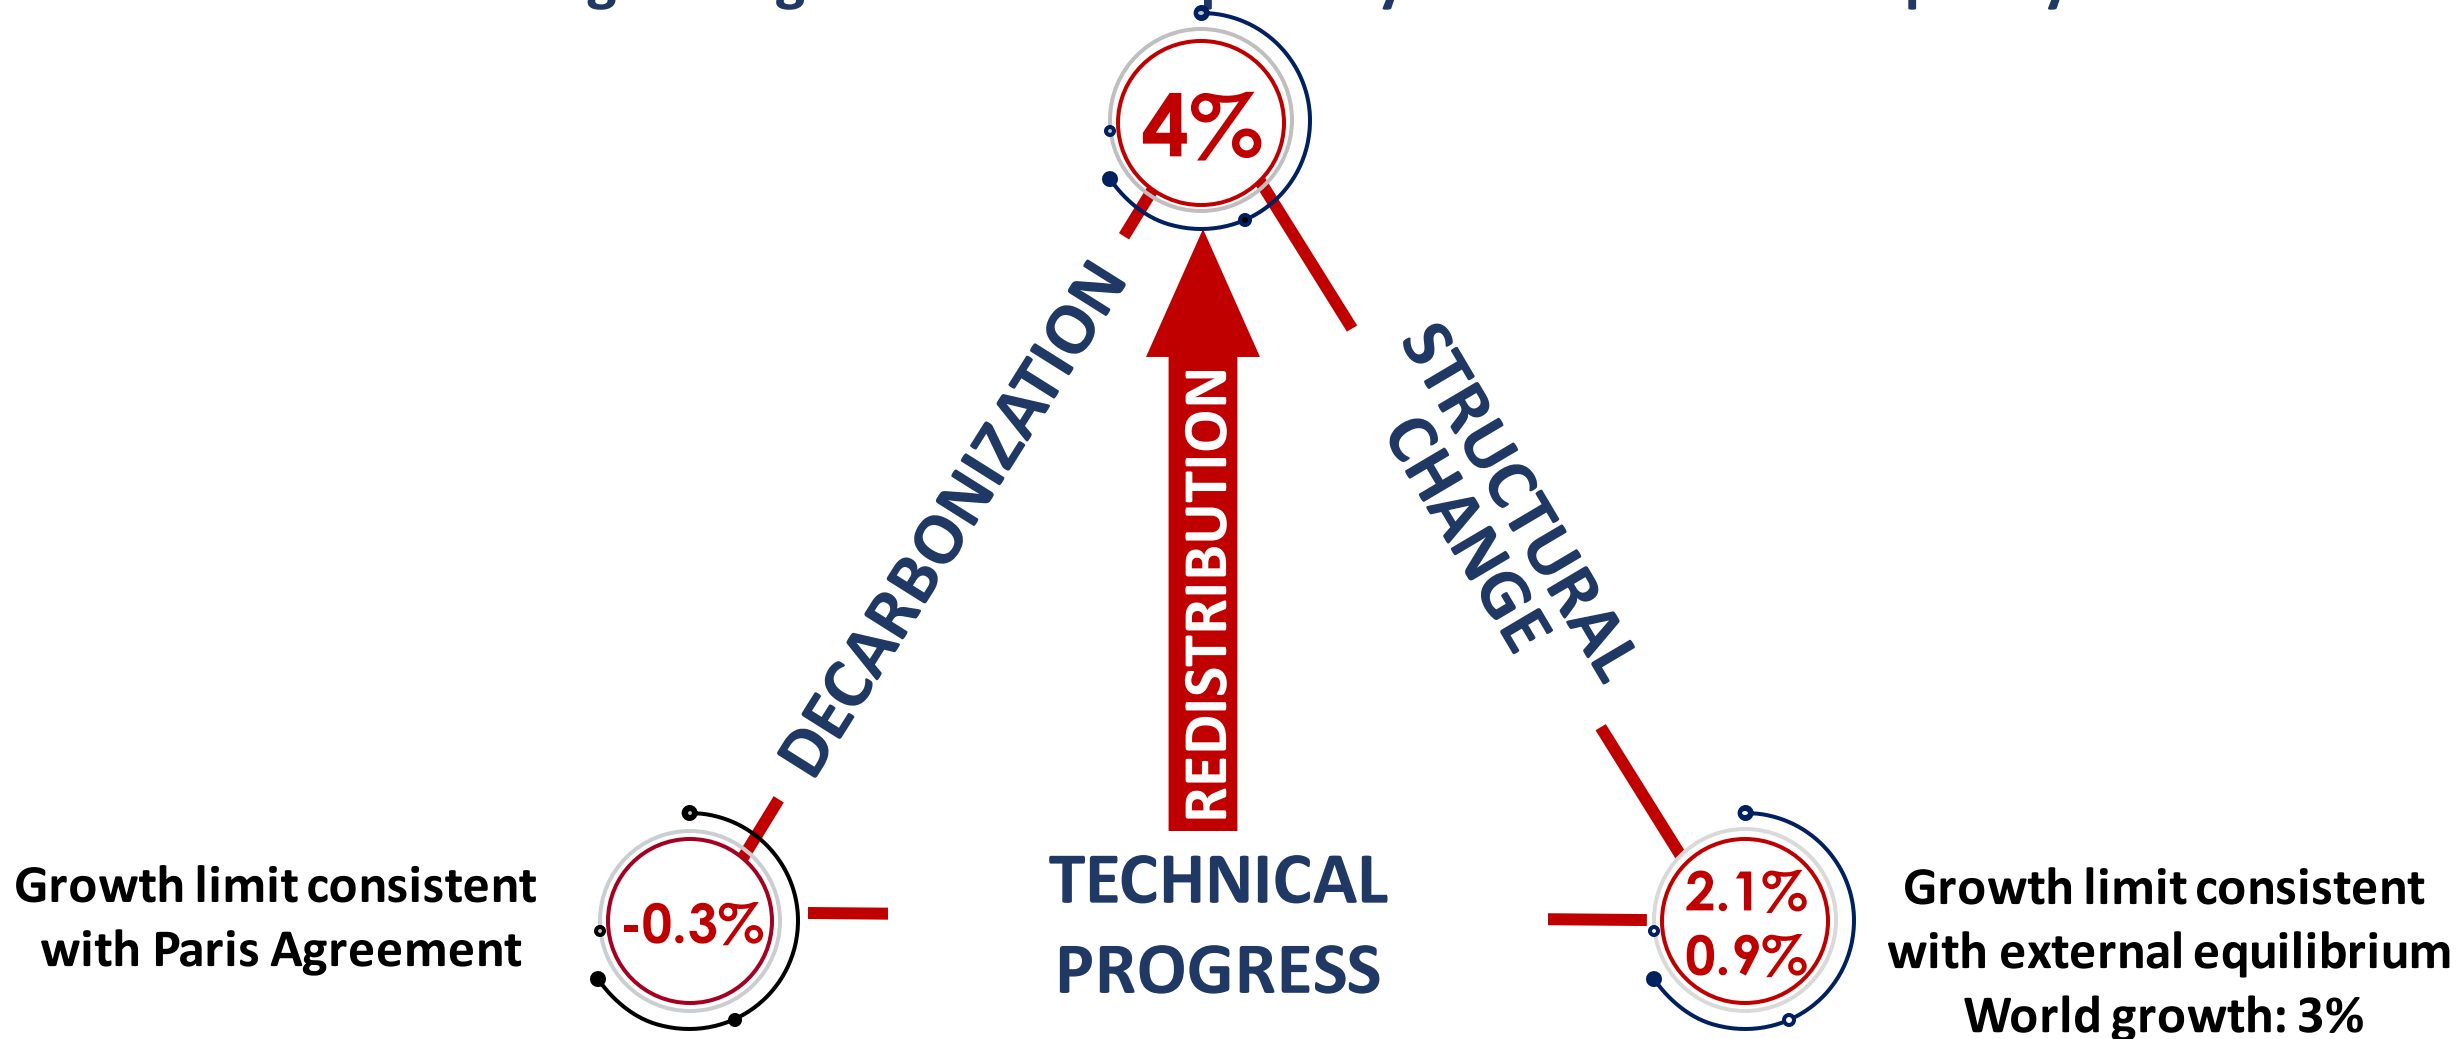 4%
DECARBONIZATION
REDISTRIBUTION
STRUCTURAL
CHANGE
TECHNICAL
PROGRESS
Growth limit consistent
with Paris Agreement
-0.3%
2.1%
0.9%
Growth limit consistent
with external equilibrium
World growth: 3%